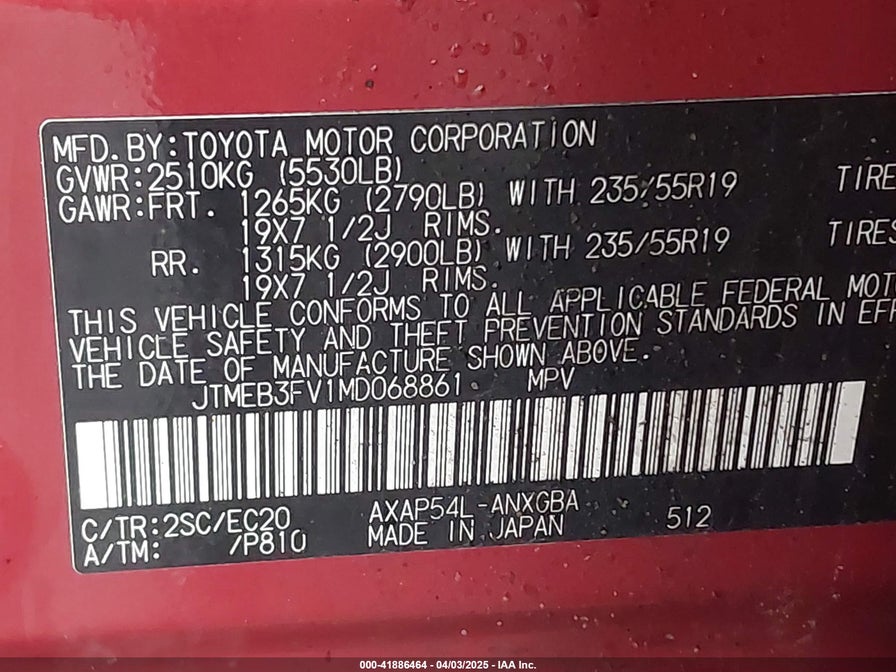 MFD. BY: TOYOTA MOTOR CORPORATION
GVWR: 2510KG (5530LB)
GAWR: FRT. 1265KG (2790LB) WITH 235/55R19 TIRE
19X7 1/2J RIMS.
RR. 1315KG (2900LB) WITH 235/55R19 TIRES
19X7 1/2J RIMS.
THIS VEHICLE CONFORMS TO ALL APPLICABLE FEDERAL MOT
VEHICLE SAFETY AND THEFT PREVENTION STANDARDS IN EFF
THE DATE OF MANUFACTURE SHOWN ABOVE.
JTMEB3FV1MD068861 MPV
C/TR: 2SC/EC20 AXAP54L-ANXGBA
A/TM: /P810 MADE IN JAPAN 512
000-41886464 - 04/03/2025 - IAA Inc.